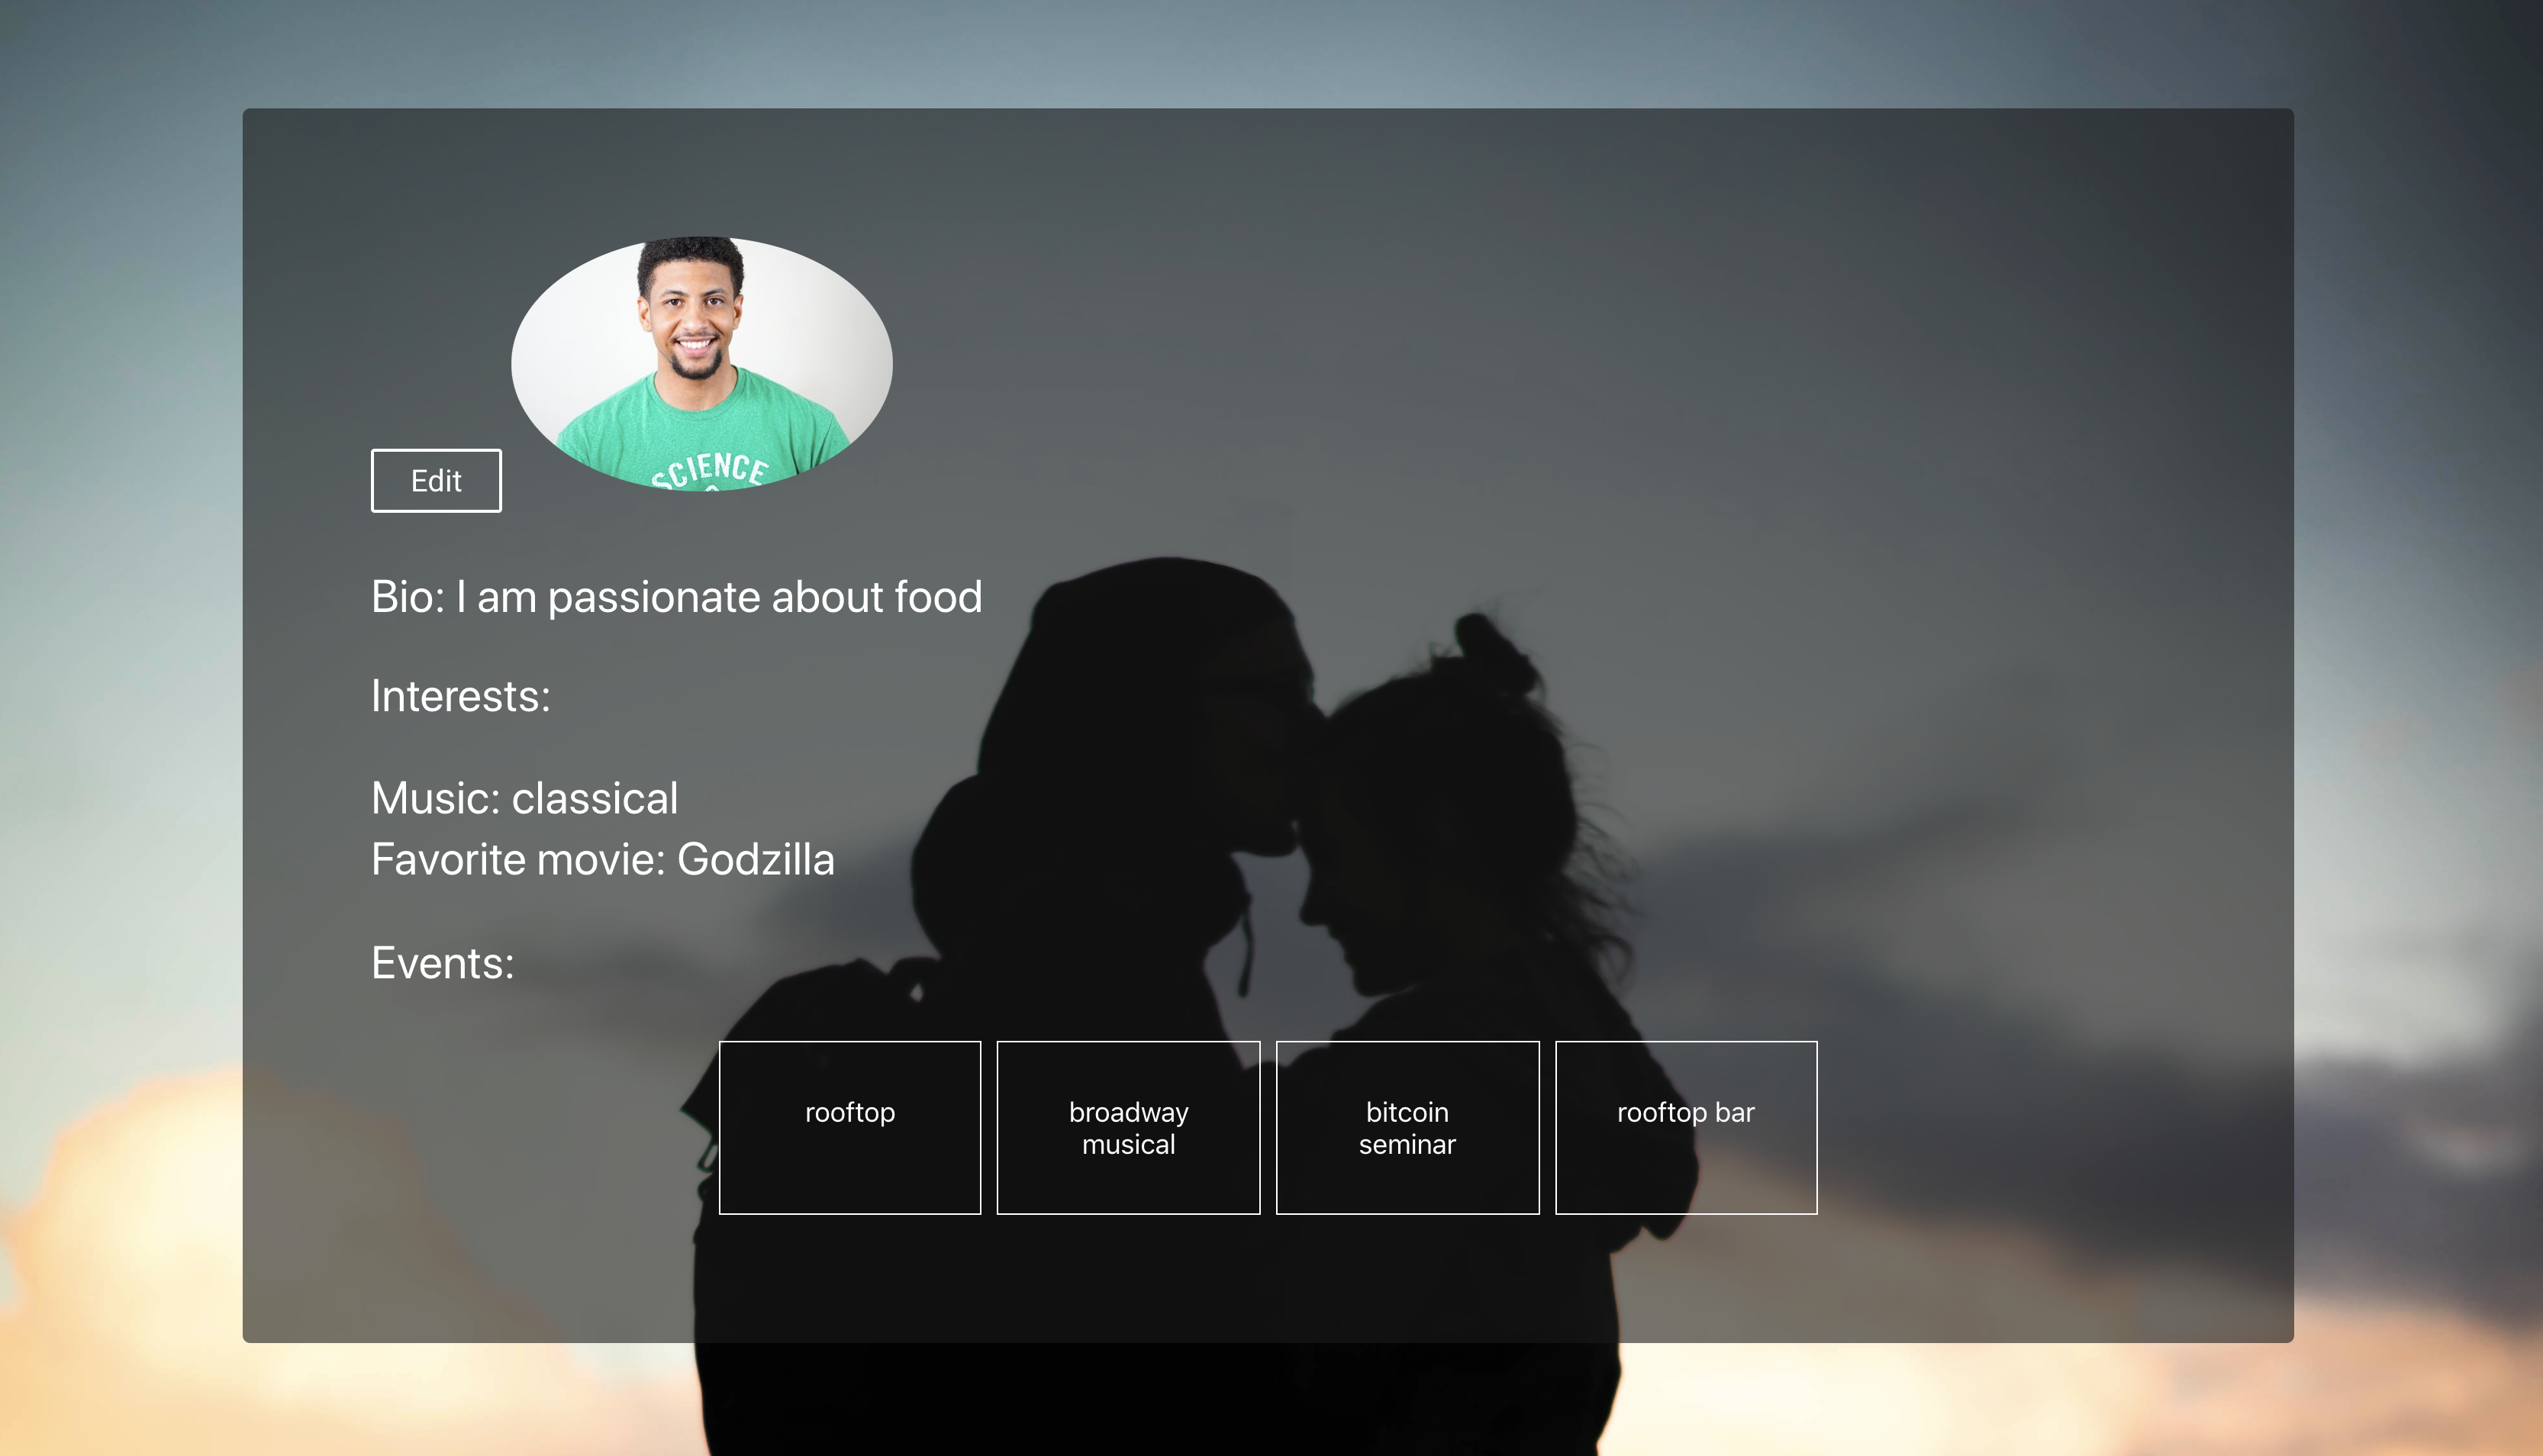 SCIENCE
Edit
Bio: I am passionate about food
Interests:
Music: classical
Favorite movie: Godzilla
Events:
rooftop
broadway
musical
bitcoin
seminar
rooftop bar